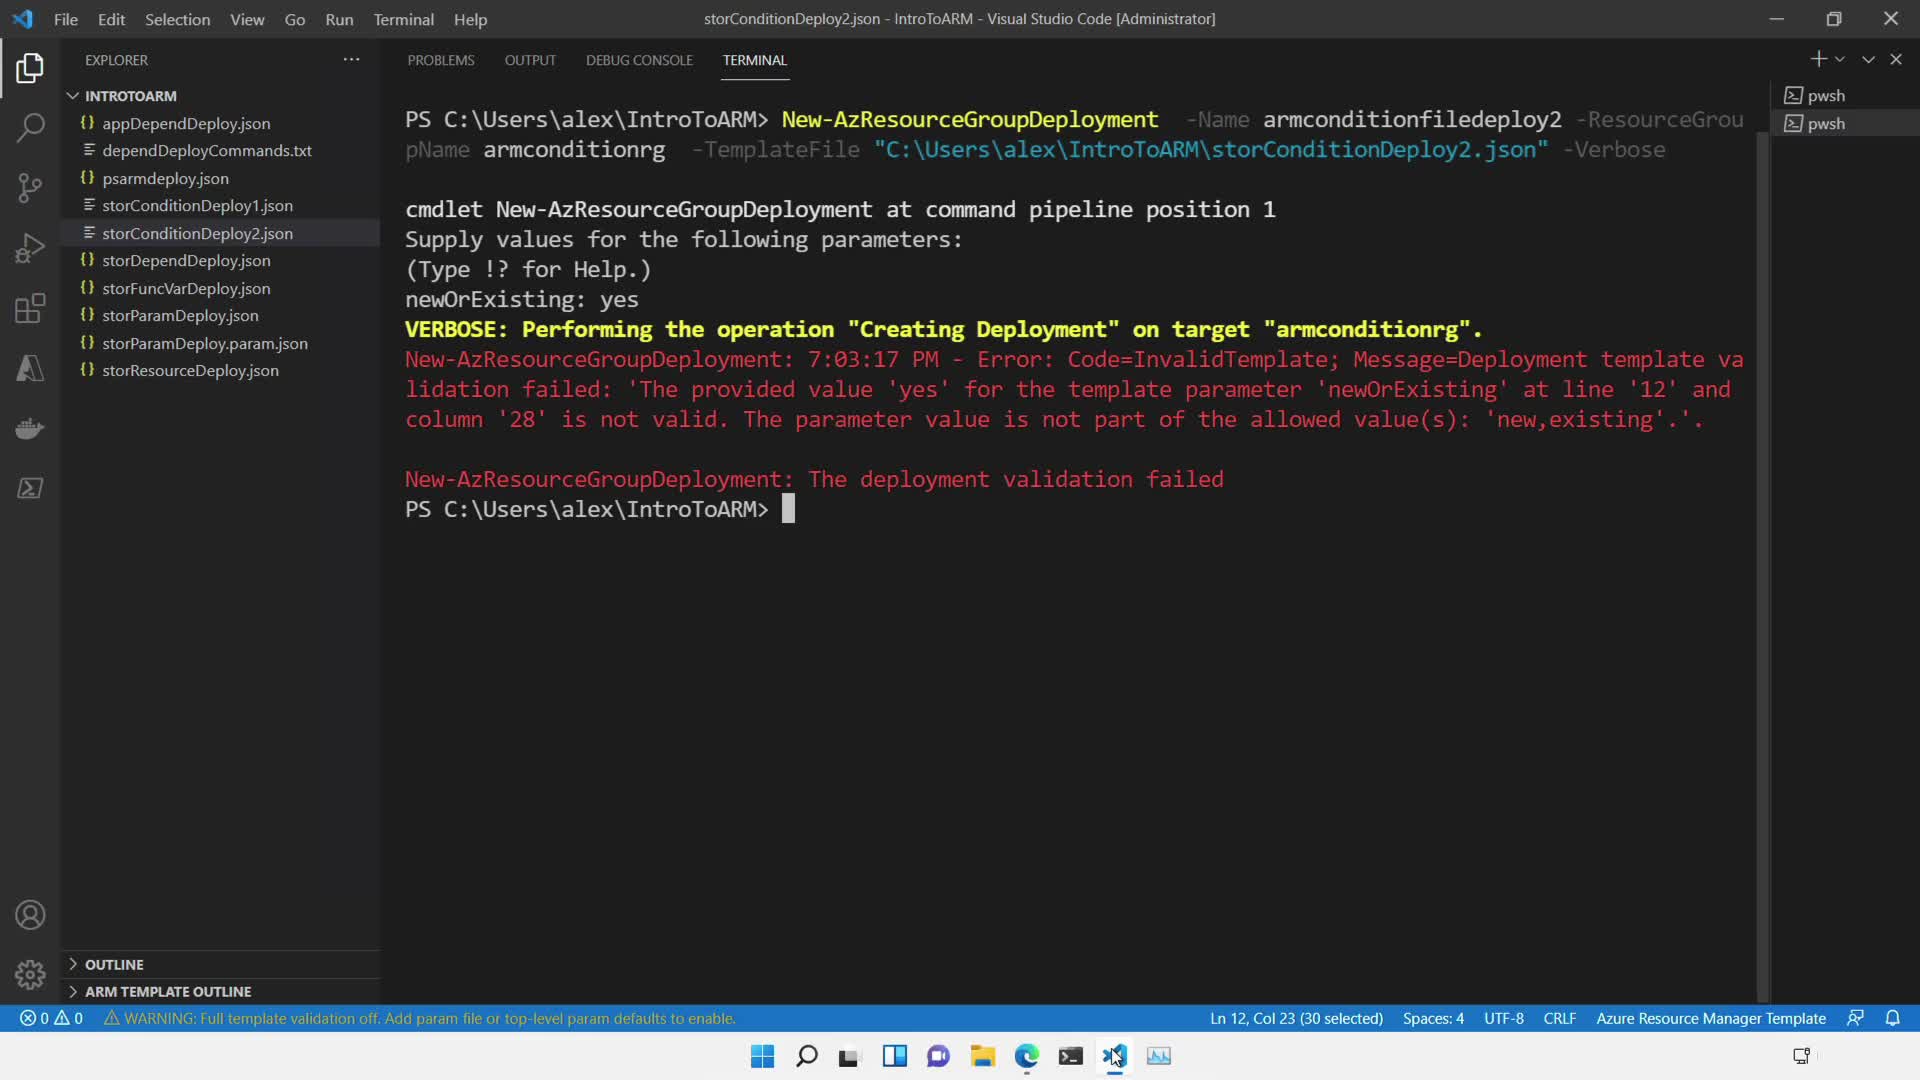 File Edit Selection View Go Run Terminal Help
storConditionDeploy2.json - IntroToARM - Visual Studio Code [Administrator]
EXPLORER
INTROTOARM
appDependDeploy.json
dependDeployCommands.txt
psarmdeploy.json
storConditionDeploy1.json
storConditionDeploy2.json
storDependDeploy.json
storFuncVarDeploy.json
storParamDeploy.json
storParamDeploy.param.json
storResourceDeploy.json
OUTLINE
ARM TEMPLATE OUTLINE
PROBLEMS OUTPUT DEBUG CONSOLE TERMINAL
PS C:\Users\alex\IntroToARM> New-AzResourceGroupDeployment -Name armconditionfiledeploy2 -ResourceGrou
pName armconditionrg -TemplateFile "C:\Users\alex\IntroToARM\storConditionDeploy2.json" -Verbose
cmdlet New-AzResourceGroupDeployment at command pipeline position 1
Supply values for the following parameters:
(Type !? for Help.)
newOrExisting: yes
VERBOSE: Performing the operation "Creating Deployment" on target "armconditionrg".
New-AzResourceGroupDeployment: 7:03:17 PM - Error: Code=InvalidTemplate; Message=Deployment template va
lidation failed: 'The provided value 'yes' for the template parameter 'newOrExisting' at line '12' and
column '28' is not valid. The parameter value is not part of the allowed value(s): 'new,existing'.'.
New-AzResourceGroupDeployment: The deployment validation failed
PS C:\Users\alex\IntroToARM>
pwsh
pwsh
0 0 WARNING: Full template validation off. Add param file or top-level param defaults to enable.
Ln 12, Col 23 (30 selected) Spaces: 4 UTF-8 CRLF Azure Resource Manager Template